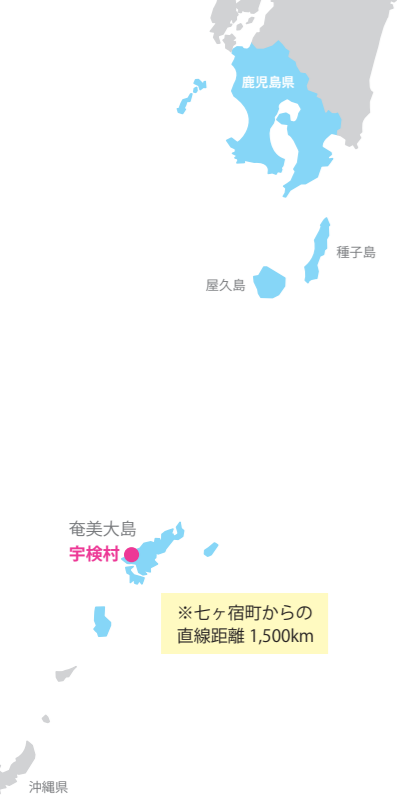 鹿児島県
種子島
屋久島
奄美大島
宇検村
※七ヶ宿町からの
直線距離 1,500km
沖縄県